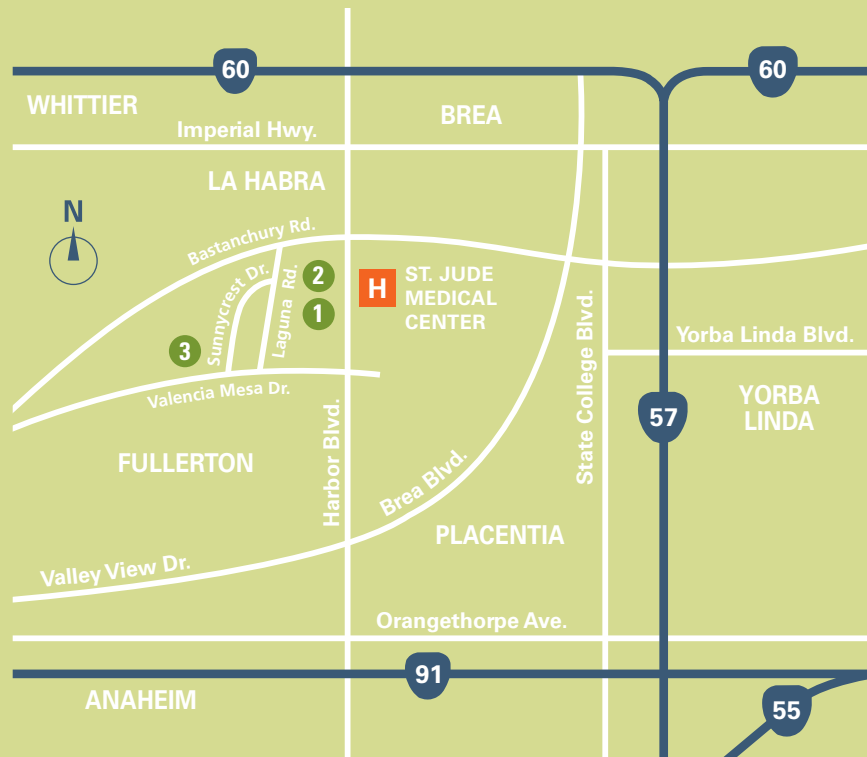 60
60
WHITTIER
BREA
Imperial Hwy.
LA HABRA
N
Bastanchury Rd.
Sunnycrest Dr.
Laguna Rd.
2
1
3
H
ST. JUDE
MEDICAL
CENTER
State College Blvd.
Yorba Linda Blvd.
Valencia Mesa Dr.
YORBA
LINDA
57
Harbor Blvd.
FULLERTON
Brea Blvd.
PLACENTIA
Valley View Dr.
Orangethorpe Ave.
91
ANAHEIM
55